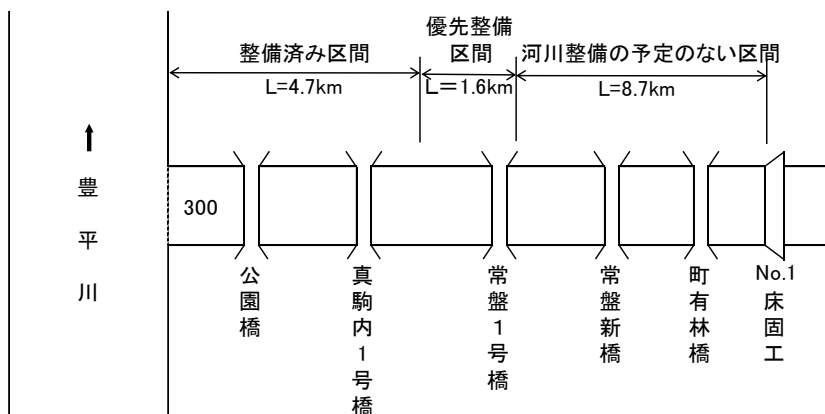 整備済み区間
L=4.7km
優先整備
区間
L=1.6km
河川整備の予定のない区間
L=8.7km
豊平川
300
公園橋
真駒内1号橋
常盤1号橋
常盤新橋
町有林橋
No.1
床固工